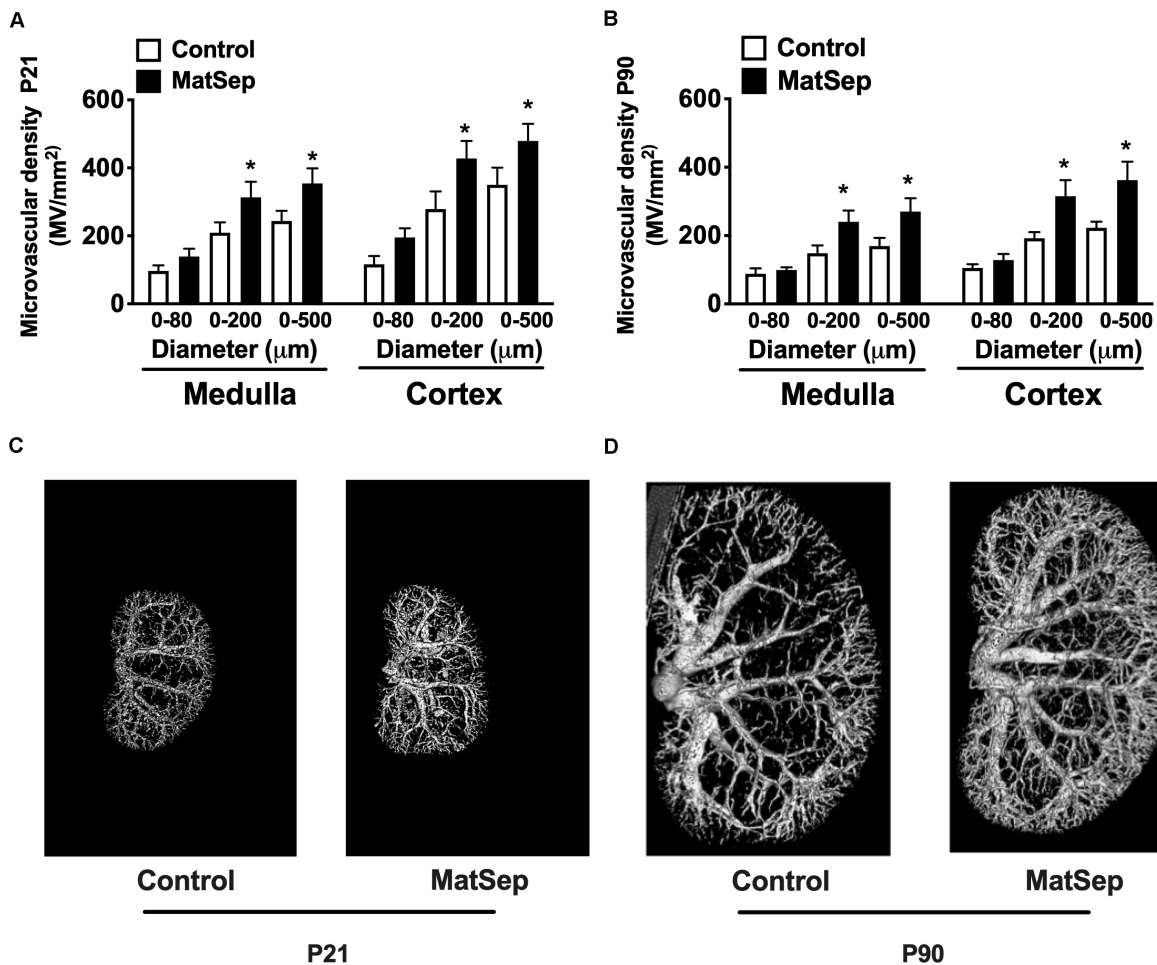 A
Control
MatSep
Microvascular density P21
(MV/mm2)
600
400
200
0
* * * *
0-80 0-200 0-500 0-80 0-200 0-500
Diameter (μm) Diameter (μm)
Medulla Cortex
B
Control
MatSep
Microvascular density P90
(MV/mm2)
600
400
200
0
* * * *
0-80 0-200 0-500 0-80 0-200 0-500
Diameter (μm) Diameter (μm)
Medulla Cortex
C
Control MatSep
P21
D
Control MatSep
P90